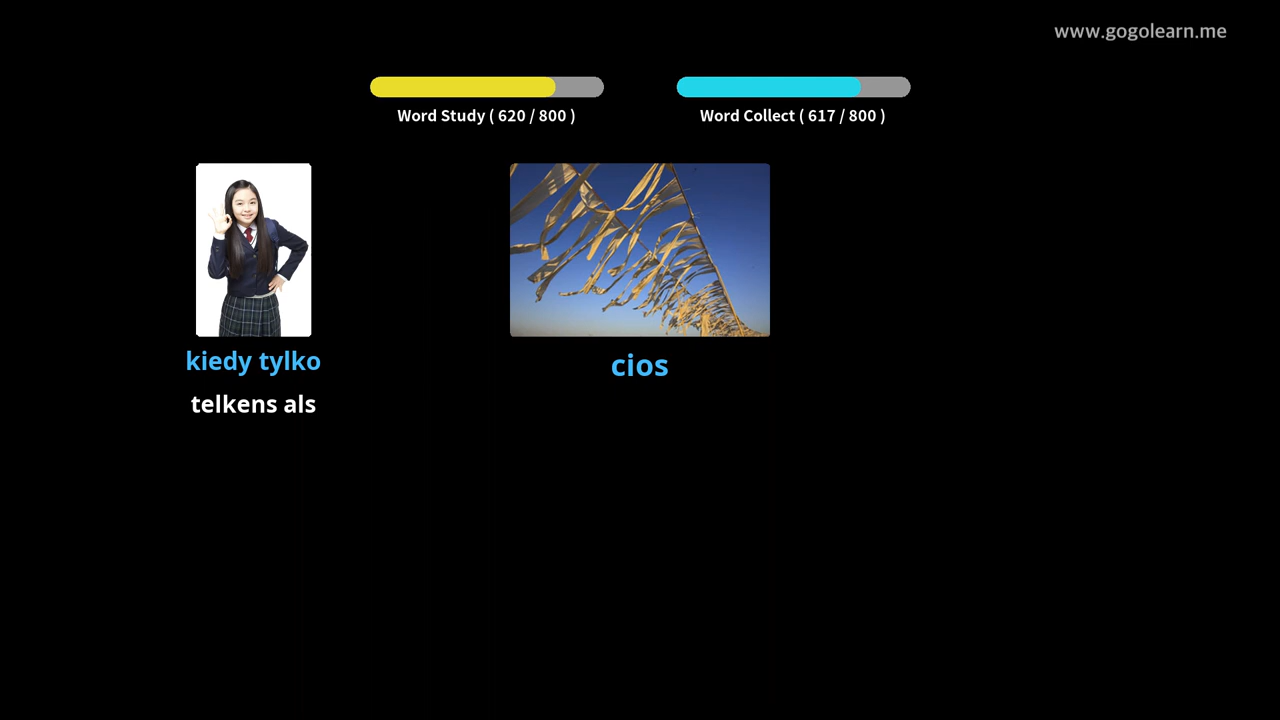 www.gogolearn.me
Word Study ( 620 / 800 )
Word Collect ( 617 / 800 )
kiedy tylko
telkens als
cios